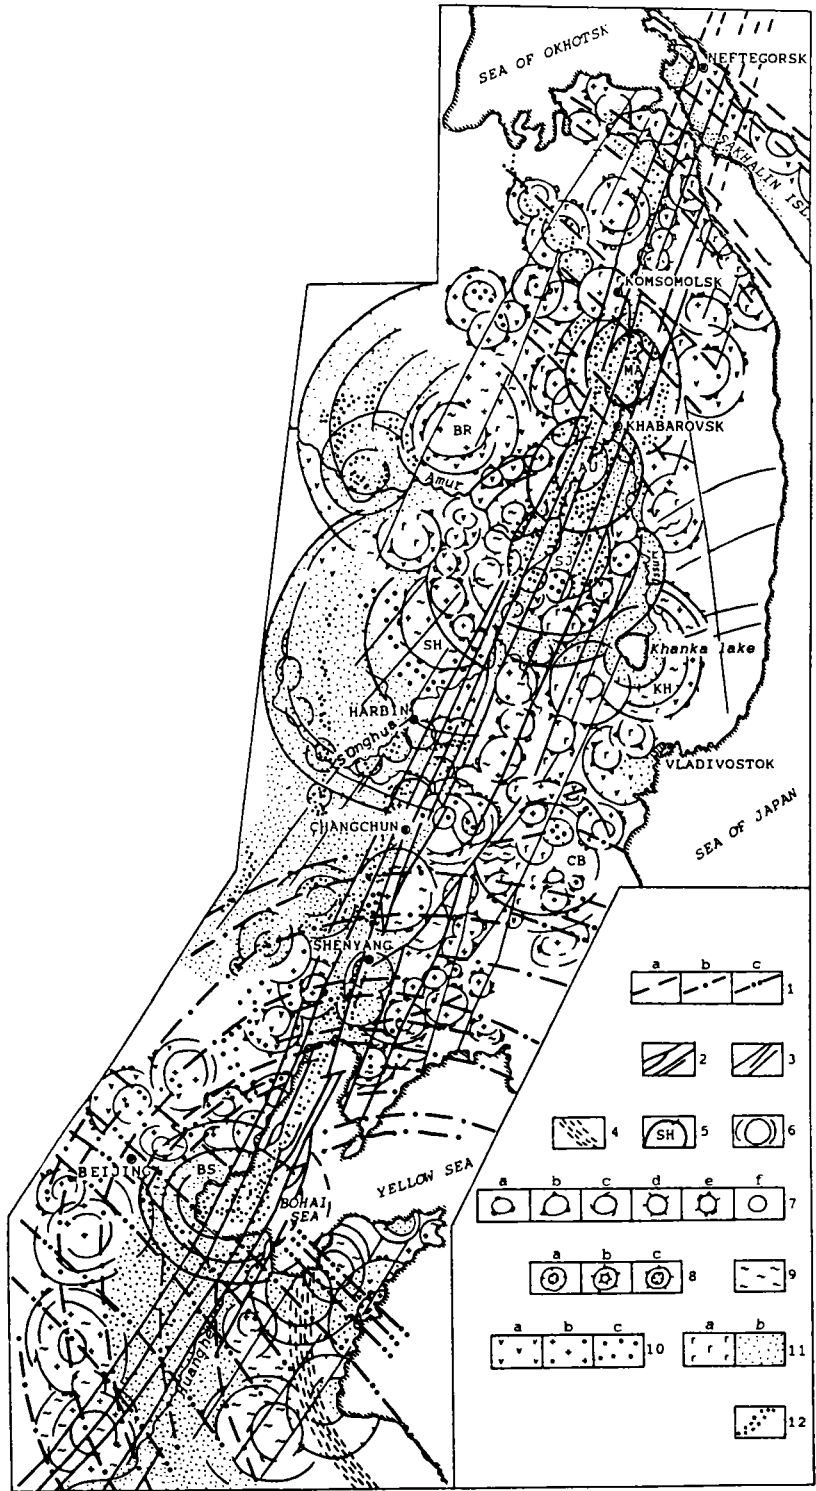 SEA OF OKHOTSK
NEFTEGORSK
SAKHALIN ISL
KOMSOMOLSK
MA
BR
KHABAROVSK
Amur
AU
SJ
SH
Khanka lake
KH
HARBIN
Songhua
VLADIVOSTOK
SEA OF JAPAN
CHANGCHUN
CB
SHENYANG
a b c
1
2 3
4 SH 5 6
BEIJING
BS
YELLOW SEA
BOHAI
SEA
a b c d e f
7
a b c
8 9
a b c a b
10 11
12